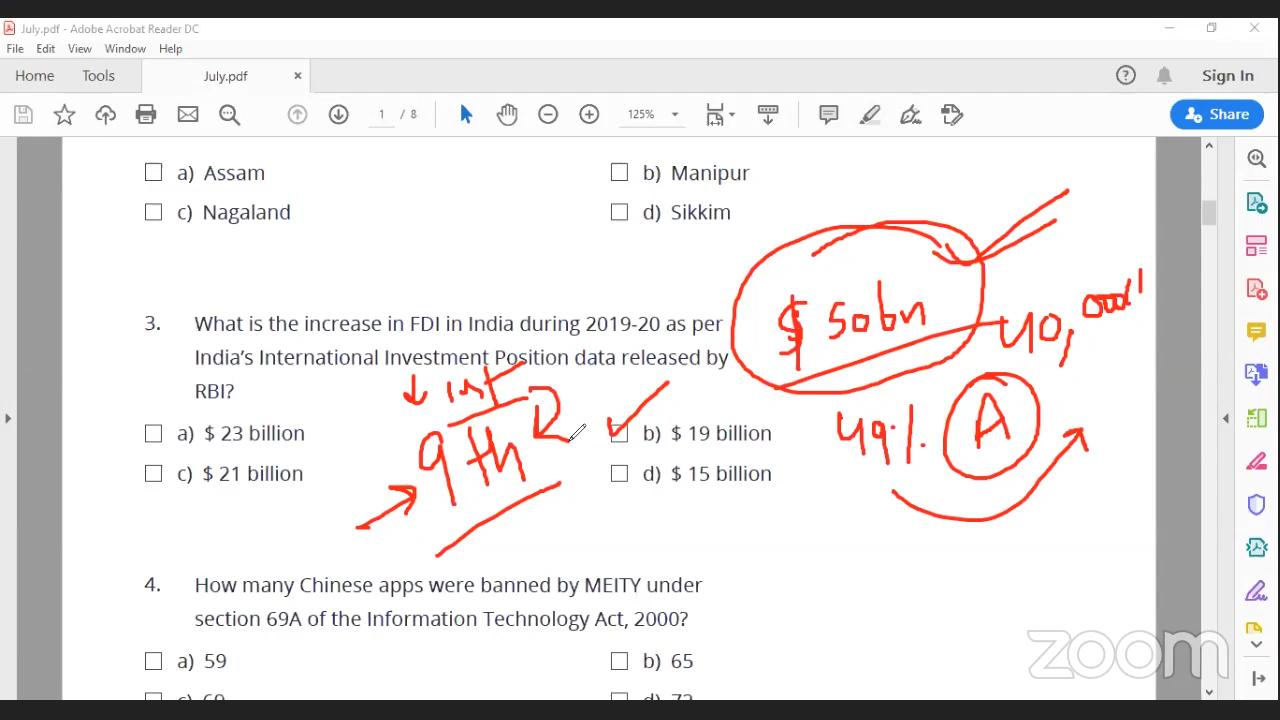 July.pdf - Adobe Acrobat Reader DC
File Edit View Window Help
Home Tools July.pdf × Sign In
1 / 8 125% Share
a) Assam b) Manipur
c) Nagaland d) Sikkim
3. What is the increase in FDI in India during 2019-20 as per
India's International Investment Position data released by
RBI?
a) $ 23 billion b) $ 19 billion
c) $ 21 billion d) $ 15 billion
$ 50bn
40,000
↓ int
9th
49%. A
4. How many Chinese apps were banned by MEITY under
section 69A of the Information Technology Act, 2000?
a) 59 b) 65
zoom